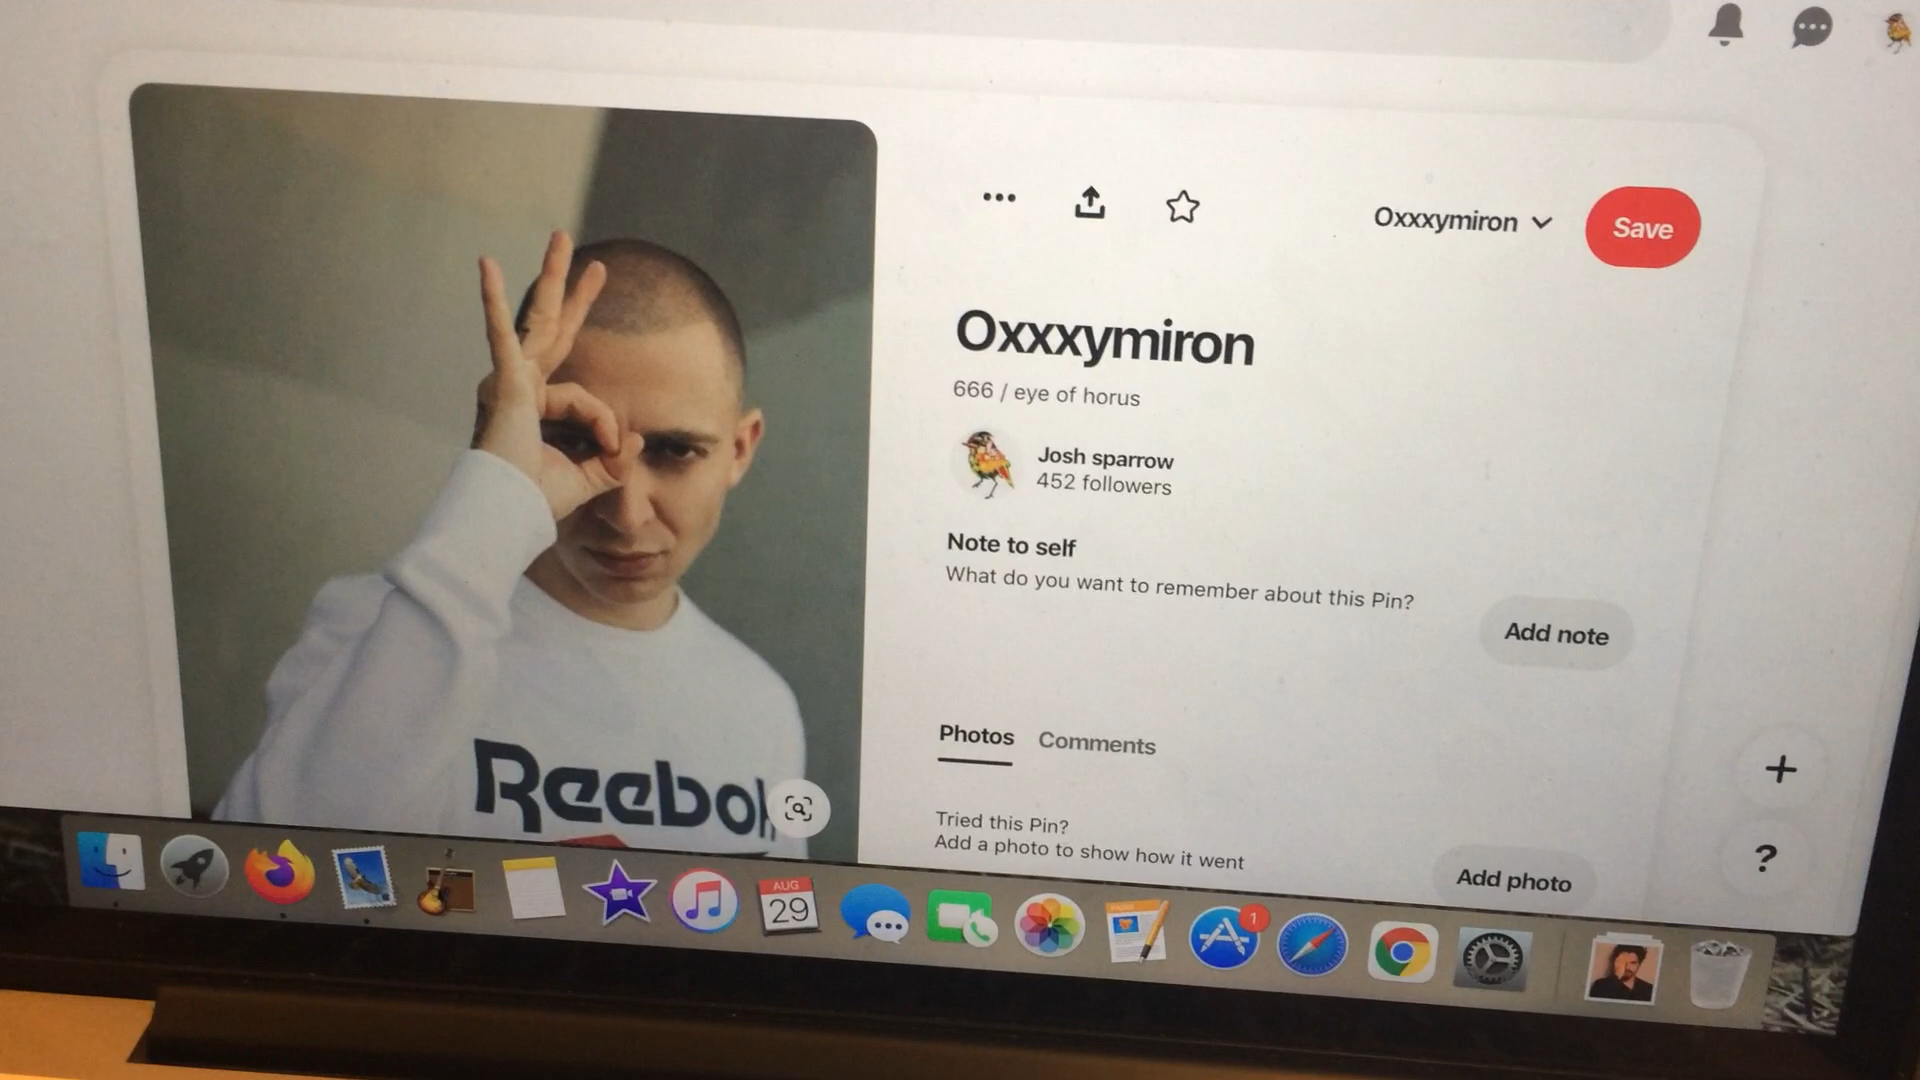 Oxxxymiron
Save
Oxxxymiron
666 / eye of horus
Josh sparrow
452 followers
Note to self
What do you want to remember about this Pin?
Add note
Photos
Comments
Tried this Pin?
Add a photo to show how it went
Add photo
?
Reebok
AUG
29
1